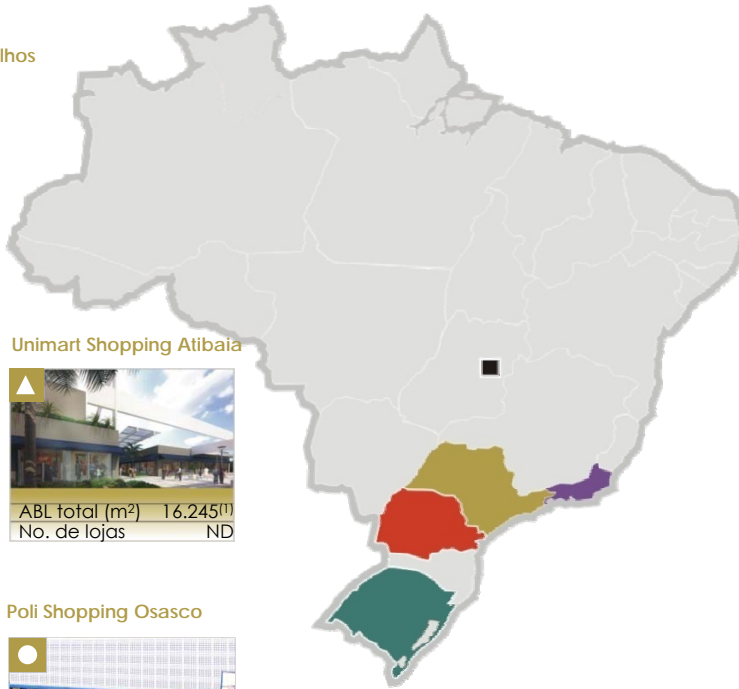 lhos
Unimart Shopping Atibaia
ABL total (m²) 16.245(1)
No. de lojas ND
Poli Shopping Osasco